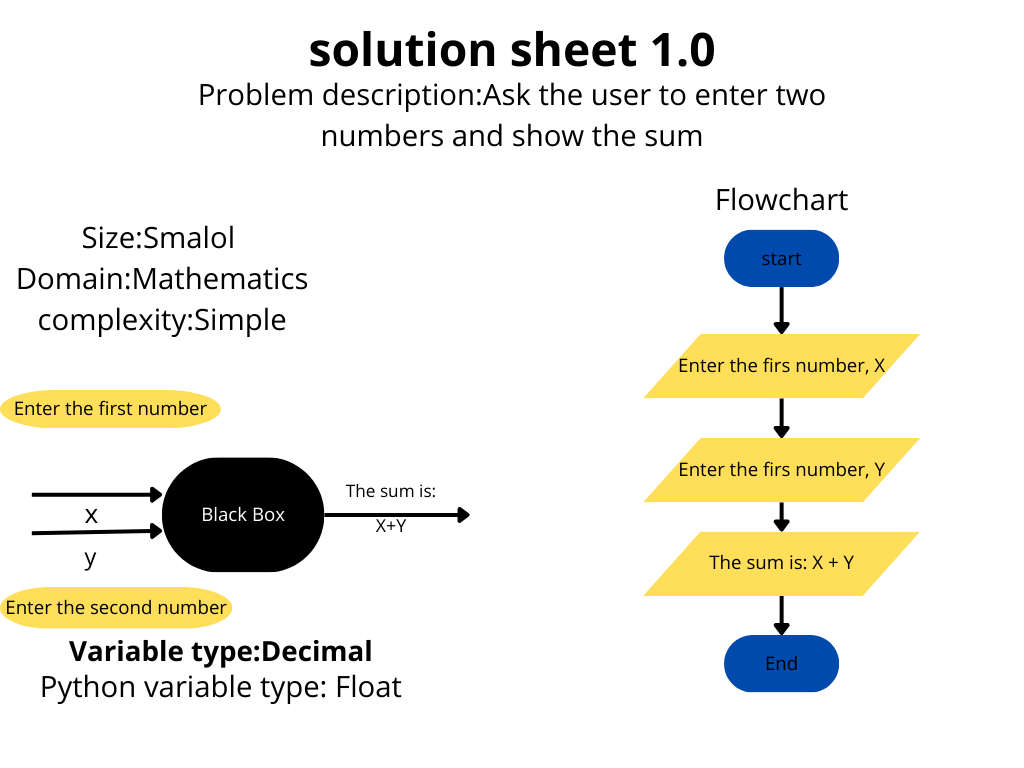 solution sheet 1.0
Problem description:Ask the user to enter two
numbers and show the sum
Size:Smalol
Domain:Mathematics
complexity:Simple
Enter the first number
x
y
Black Box
The sum is:
X+Y
Enter the second number
Variable type:Decimal
Python variable type: Float
Flowchart
start
Enter the firs number, X
Enter the firs number, Y
The sum is: X + Y
End